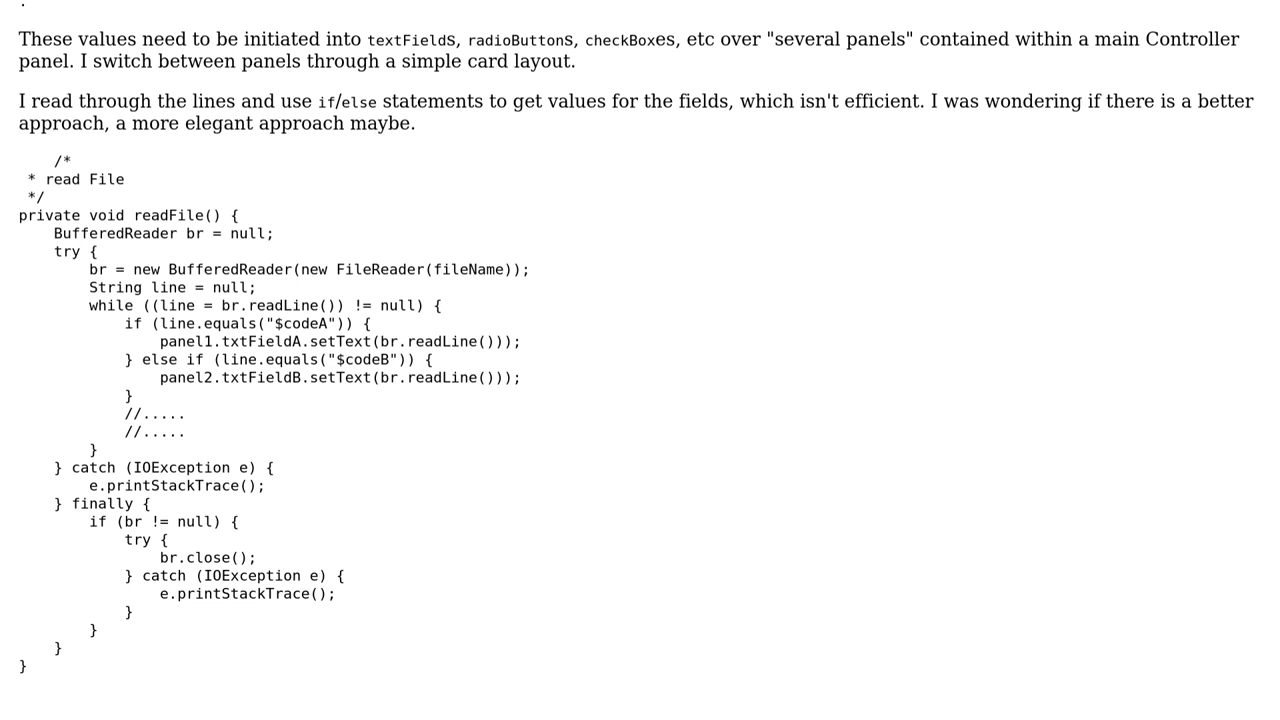 .
These values need to be initiated into textFields, radioButtons, checkBoxes, etc over "several panels" contained within a main Controller
panel. I switch between panels through a simple card layout.
I read through the lines and use if/else statements to get values for the fields, which isn't efficient. I was wondering if there is a better
approach, a more elegant approach maybe.
    /*
 * read File
 */
private void readFile() {
    BufferedReader br = null;
    try {
        br = new BufferedReader(new FileReader(fileName));
        String line = null;
        while ((line = br.readLine()) != null) {
            if (line.equals("$codeA")) {
                panel1.txtFieldA.setText(br.readLine()));
            } else if (line.equals("$codeB")) {
                panel2.txtFieldB.setText(br.readLine()));
            }
            //.....
            //.....
        }
    } catch (IOException e) {
        e.printStackTrace();
    } finally {
        if (br != null) {
            try {
                br.close();
            } catch (IOException e) {
                e.printStackTrace();
            }
        }
    }
}